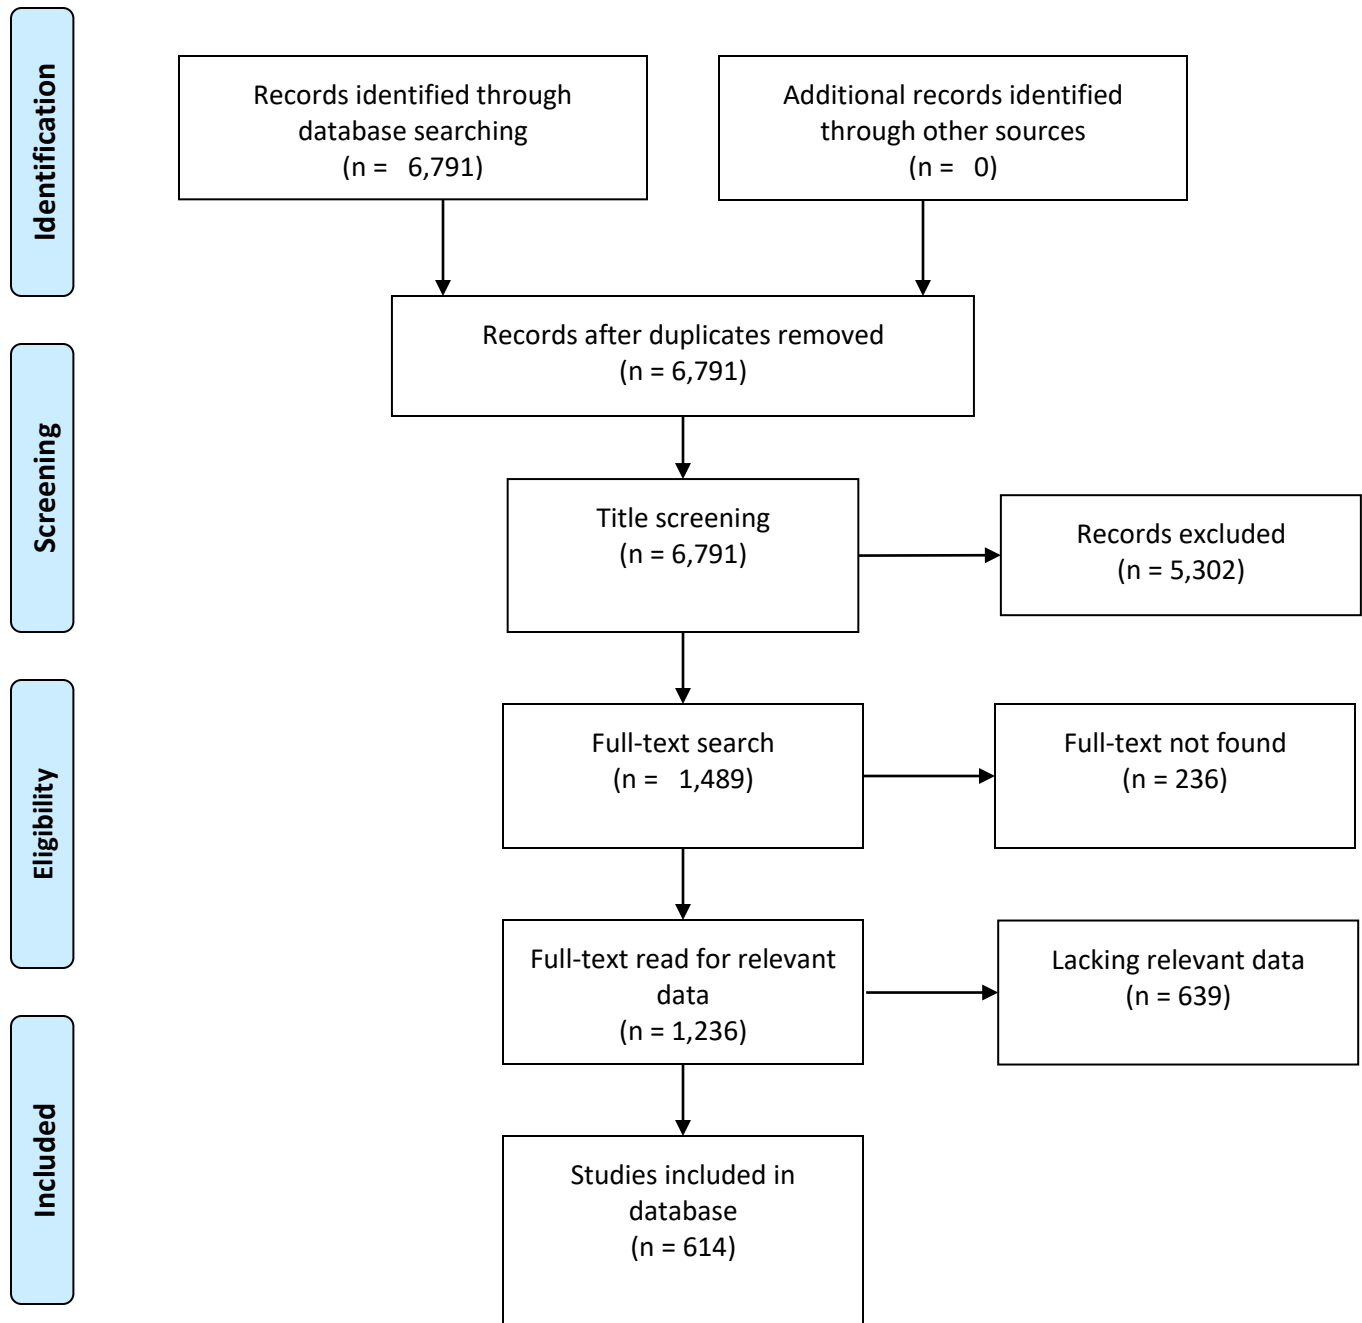 Identification
Records identified through
database searching
(n =   6,791)
Additional records identified
through other sources
(n =   0)
Records after duplicates removed
(n = 6,791)
Screening
Title screening
(n = 6,791)
Records excluded
(n = 5,302)
Eligibility
Full-text search
(n =   1,489)
Full-text not found
(n = 236)
Full-text read for relevant
data
(n = 1,236)
Lacking relevant data
(n = 639)
Included
Studies included in
database
(n = 614)